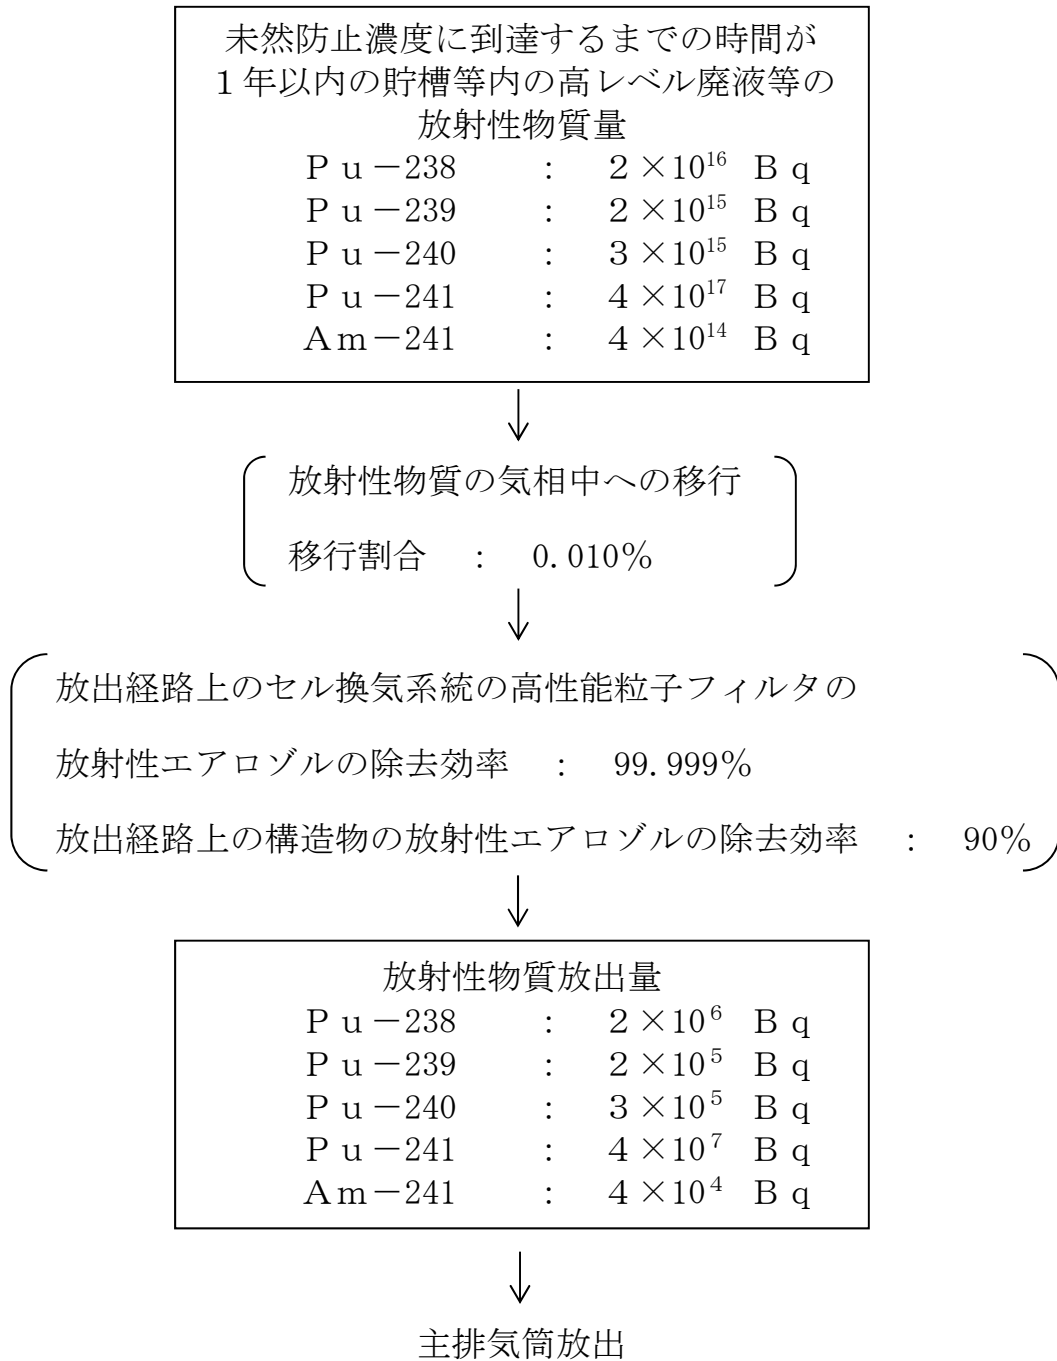 未然防止濃度に到達するまでの時間が
１年以内の貯槽等内の高レベル廃液等の
放射性物質量
Ｐｕ－238 : ２×10¹⁶ Ｂｑ
Ｐｕ－239 : ２×10¹⁵ Ｂｑ
Ｐｕ－240 : ３×10¹⁵ Ｂｑ
Ｐｕ－241 : ４×10¹⁷ Ｂｑ
Ａｍ－241 : ４×10¹⁴ Ｂｑ
放射性物質の気相中への移行
移行割合 : 0.010％
放出経路上のセル換気系統の高性能粒子フィルタの
放射性エアロゾルの除去効率 : 99.999％
放出経路上の構造物の放射性エアロゾルの除去効率 : 90％
放射性物質放出量
Ｐｕ－238 : ２×10⁶ Ｂｑ
Ｐｕ－239 : ２×10⁵ Ｂｑ
Ｐｕ－240 : ３×10⁵ Ｂｑ
Ｐｕ－241 : ４×10⁷ Ｂｑ
Ａｍ－241 : ４×10⁴ Ｂｑ
主排気筒放出